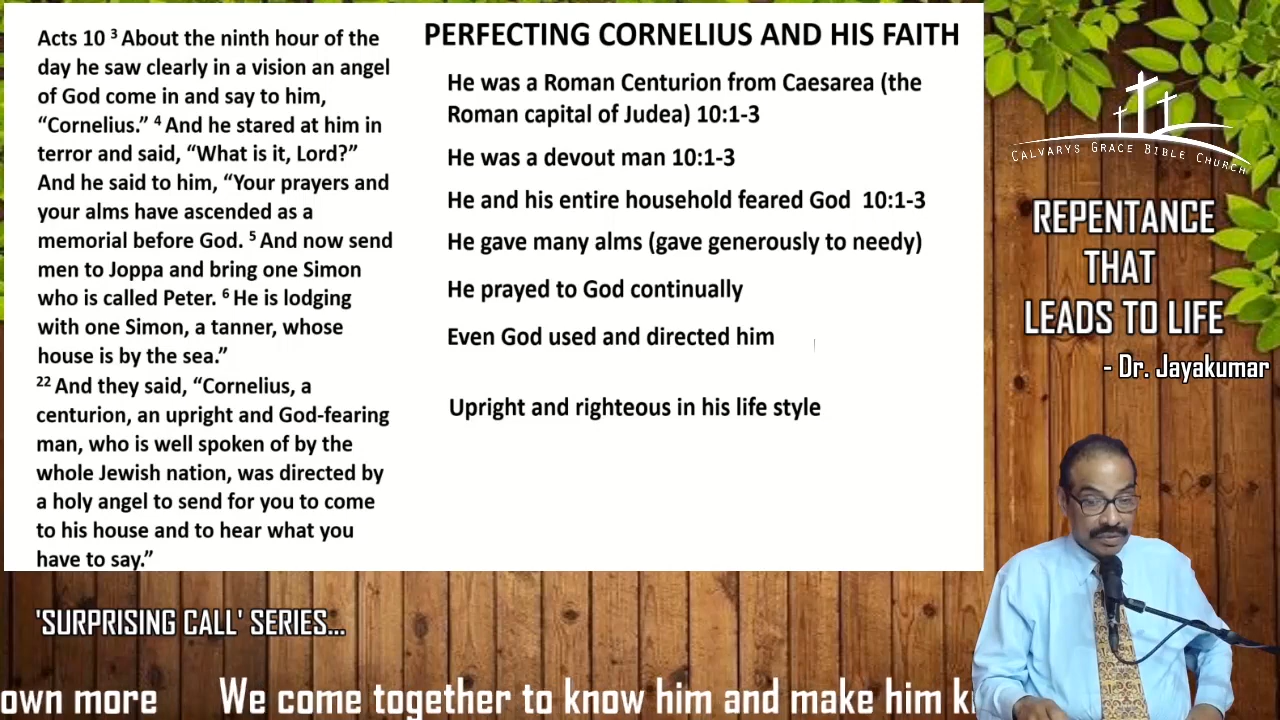 Acts 10 ³ About the ninth hour of the
day he saw clearly in a vision an angel
of God come in and say to him,
“Cornelius.” ⁴ And he stared at him in
terror and said, “What is it, Lord?”
And he said to him, “Your prayers and
your alms have ascended as a
memorial before God. ⁵ And now send
men to Joppa and bring one Simon
who is called Peter. ⁶ He is lodging
with one Simon, a tanner, whose
house is by the sea.”
²² And they said, “Cornelius, a
centurion, an upright and God-fearing
man, who is well spoken of by the
whole Jewish nation, was directed by
a holy angel to send for you to come
to his house and to hear what you
have to say.”
PERFECTING CORNELIUS AND HIS FAITH
He was a Roman Centurion from Caesarea (the
Roman capital of Judea) 10:1-3
He was a devout man 10:1-3
He and his entire household feared God 10:1-3
He gave many alms (gave generously to needy)
He prayed to God continually
Even God used and directed him
Upright and righteous in his life style
CALVARYS GRACE BIBLE CHURCH
REPENTANCE
THAT
LEADS TO LIFE
- Dr. Jayakumar
'SURPRISING CALL' SERIES...
own more We come together to know him and make him k